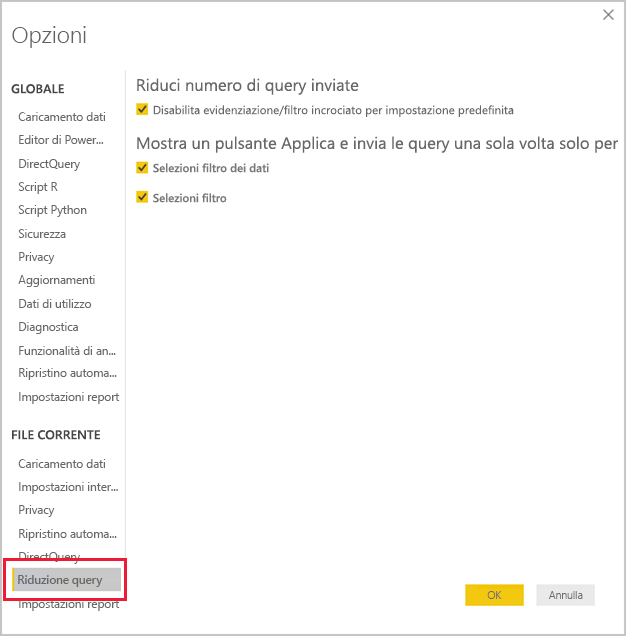 Opzioni
GLOBALE
Caricamento dati
Editor di Power...
DirectQuery
Script R
Script Python
Sicurezza
Privacy
Aggiornamenti
Dati di utilizzo
Diagnostica
Funzionalità di an...
Ripristino automa...
Impostazioni report
FILE CORRENTE
Caricamento dati
Impostazioni inter...
Privacy
Ripristino automa...
DirectQuery
Riduzione query
Impostazioni report
Riduci numero di query inviate
Disabilita evidenziazione/filtro incrociato per impostazione predefinita
Mostra un pulsante Applica e invia le query una sola volta solo per
Selezioni filtro dei dati
Selezioni filtro
OK
Annulla